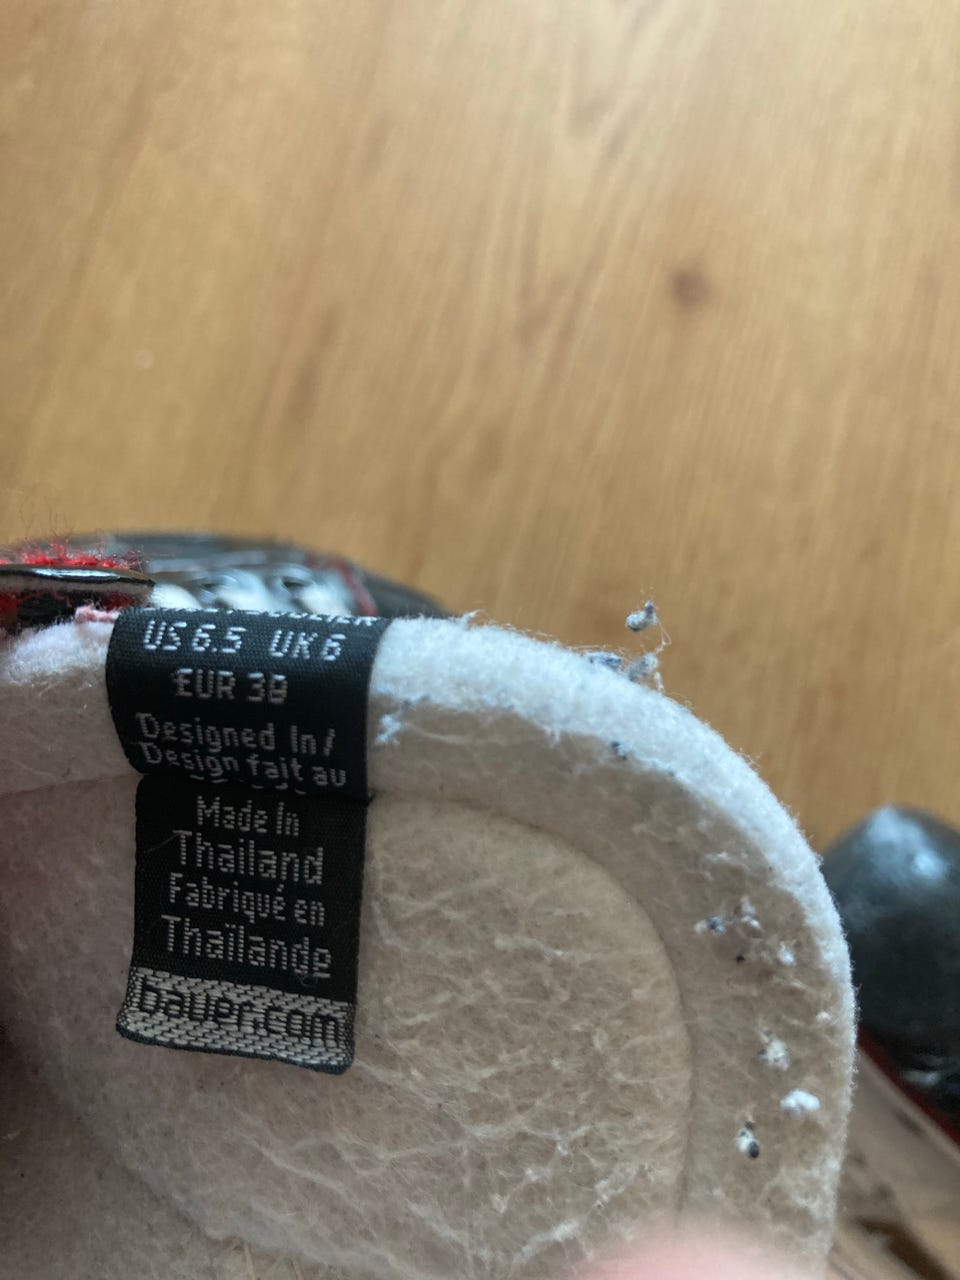 US 6.5 UK 6
EUR 38
Designed In/
Design fait au
Made In
Thailand
Fabriqué en
Thaïlande
bauer.com